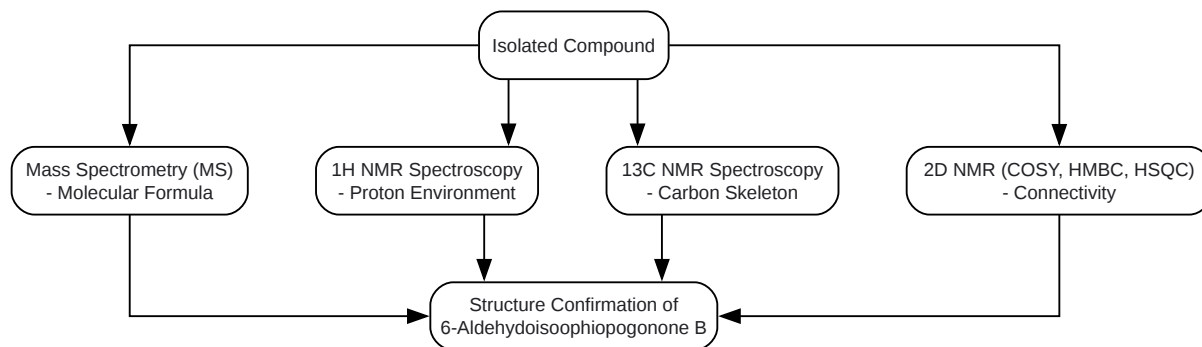 Isolated Compound
Mass Spectrometry (MS)
- Molecular Formula
1H NMR Spectroscopy
- Proton Environment
13C NMR Spectroscopy
- Carbon Skeleton
2D NMR (COSY, HMBC, HSQC)
- Connectivity
Structure Confirmation of
6-Aldehydoisoophiopogonone B